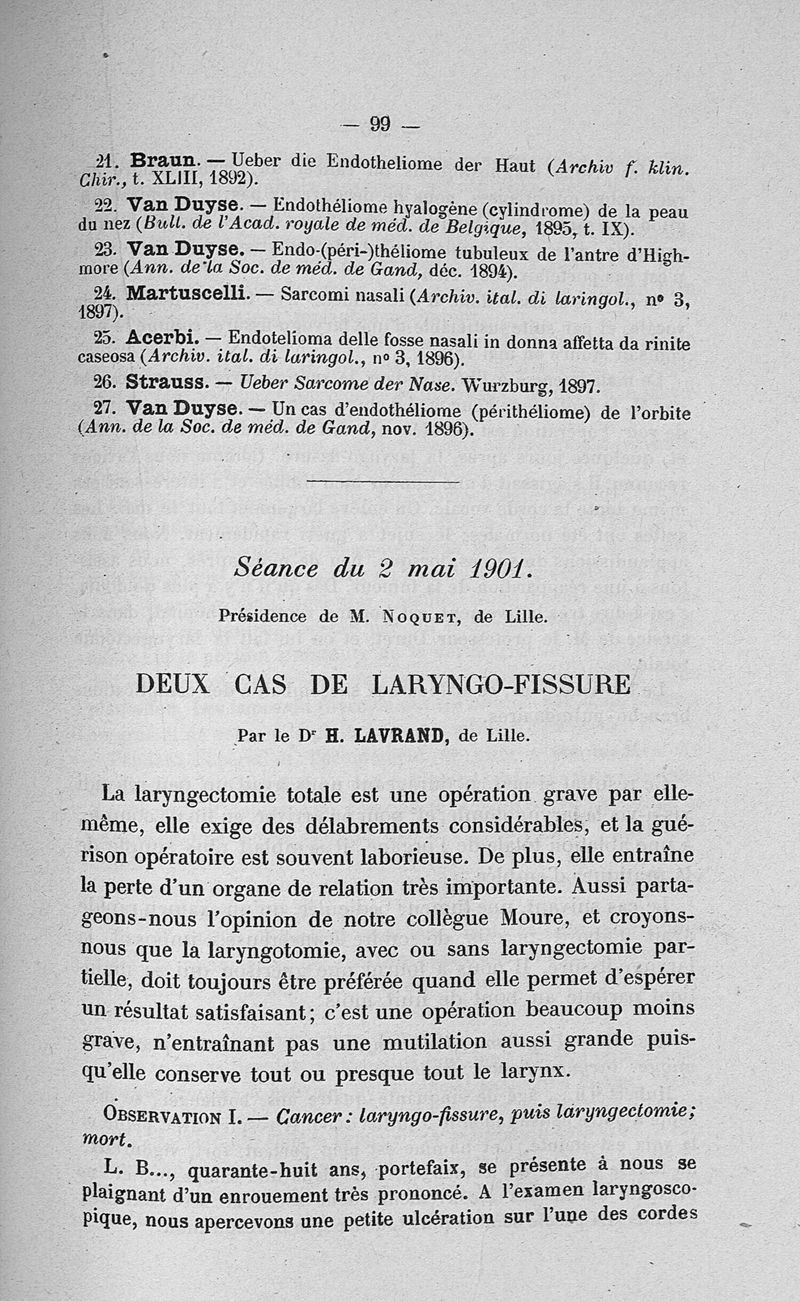 — 99 —
21. Braun. — Ueber die Endotheliome der Haut (Archiv f. klin.
Chir., t. XLIII, 1892).
22. Van Duyse. — Endothéliome hyalogène (cylindrome) de la peau
du nez (Bull. de l'Acad. royale de méd. de Belgique, 1895, t. IX).
23. Van Duyse. — Endo-(péri-)théliome tubuleux de l'antre d'High-
more (Ann. de la Soc. de méd. de Gand, déc. 1894).
24. Martuscelli. — Sarcomi nasali (Archiv. ital. di laringol., n° 3,
1897).
25. Acerbi. — Endotelioma delle fosse nasali in donna affetta da rinite
caseosa (Archiv. ital. di laringol., n° 3, 1896).
26. Strauss. — Ueber Sarcome der Nase. Wurzburg, 1897.
27. Van Duyse. — Un cas d'endothéliome (périthéliome) de l'orbite
(Ann. de la Soc. de méd. de Gand, nov. 1896).
Séance du 2 mai 1901.
Présidence de M. NOQUET, de Lille.
DEUX CAS DE LARYNGO-FISSURE
Par le Dr H. LAVRAND, de Lille.
La laryngectomie totale est une opération grave par elle-
même, elle exige des délabrements considérables, et la gué-
rison opératoire est souvent laborieuse. De plus, elle entraîne
la perte d'un organe de relation très importante. Aussi parta-
geons-nous l'opinion de notre collègue Moure, et croyons-
nous que la laryngotomie, avec ou sans laryngectomie par-
tielle, doit toujours être préférée quand elle permet d'espérer
un résultat satisfaisant; c'est une opération beaucoup moins
grave, n'entraînant pas une mutilation aussi grande puis-
qu'elle conserve tout ou presque tout le larynx.
OBSERVATION I. — Cancer : laryngo-fissure, puis laryngectomie;
mort.
L. B..., quarante-huit ans, portefaix, se présente à nous se
plaignant d'un enrouement très prononcé. A l'examen laryngosco-
pique, nous apercevons une petite ulcération sur l'une des cordes